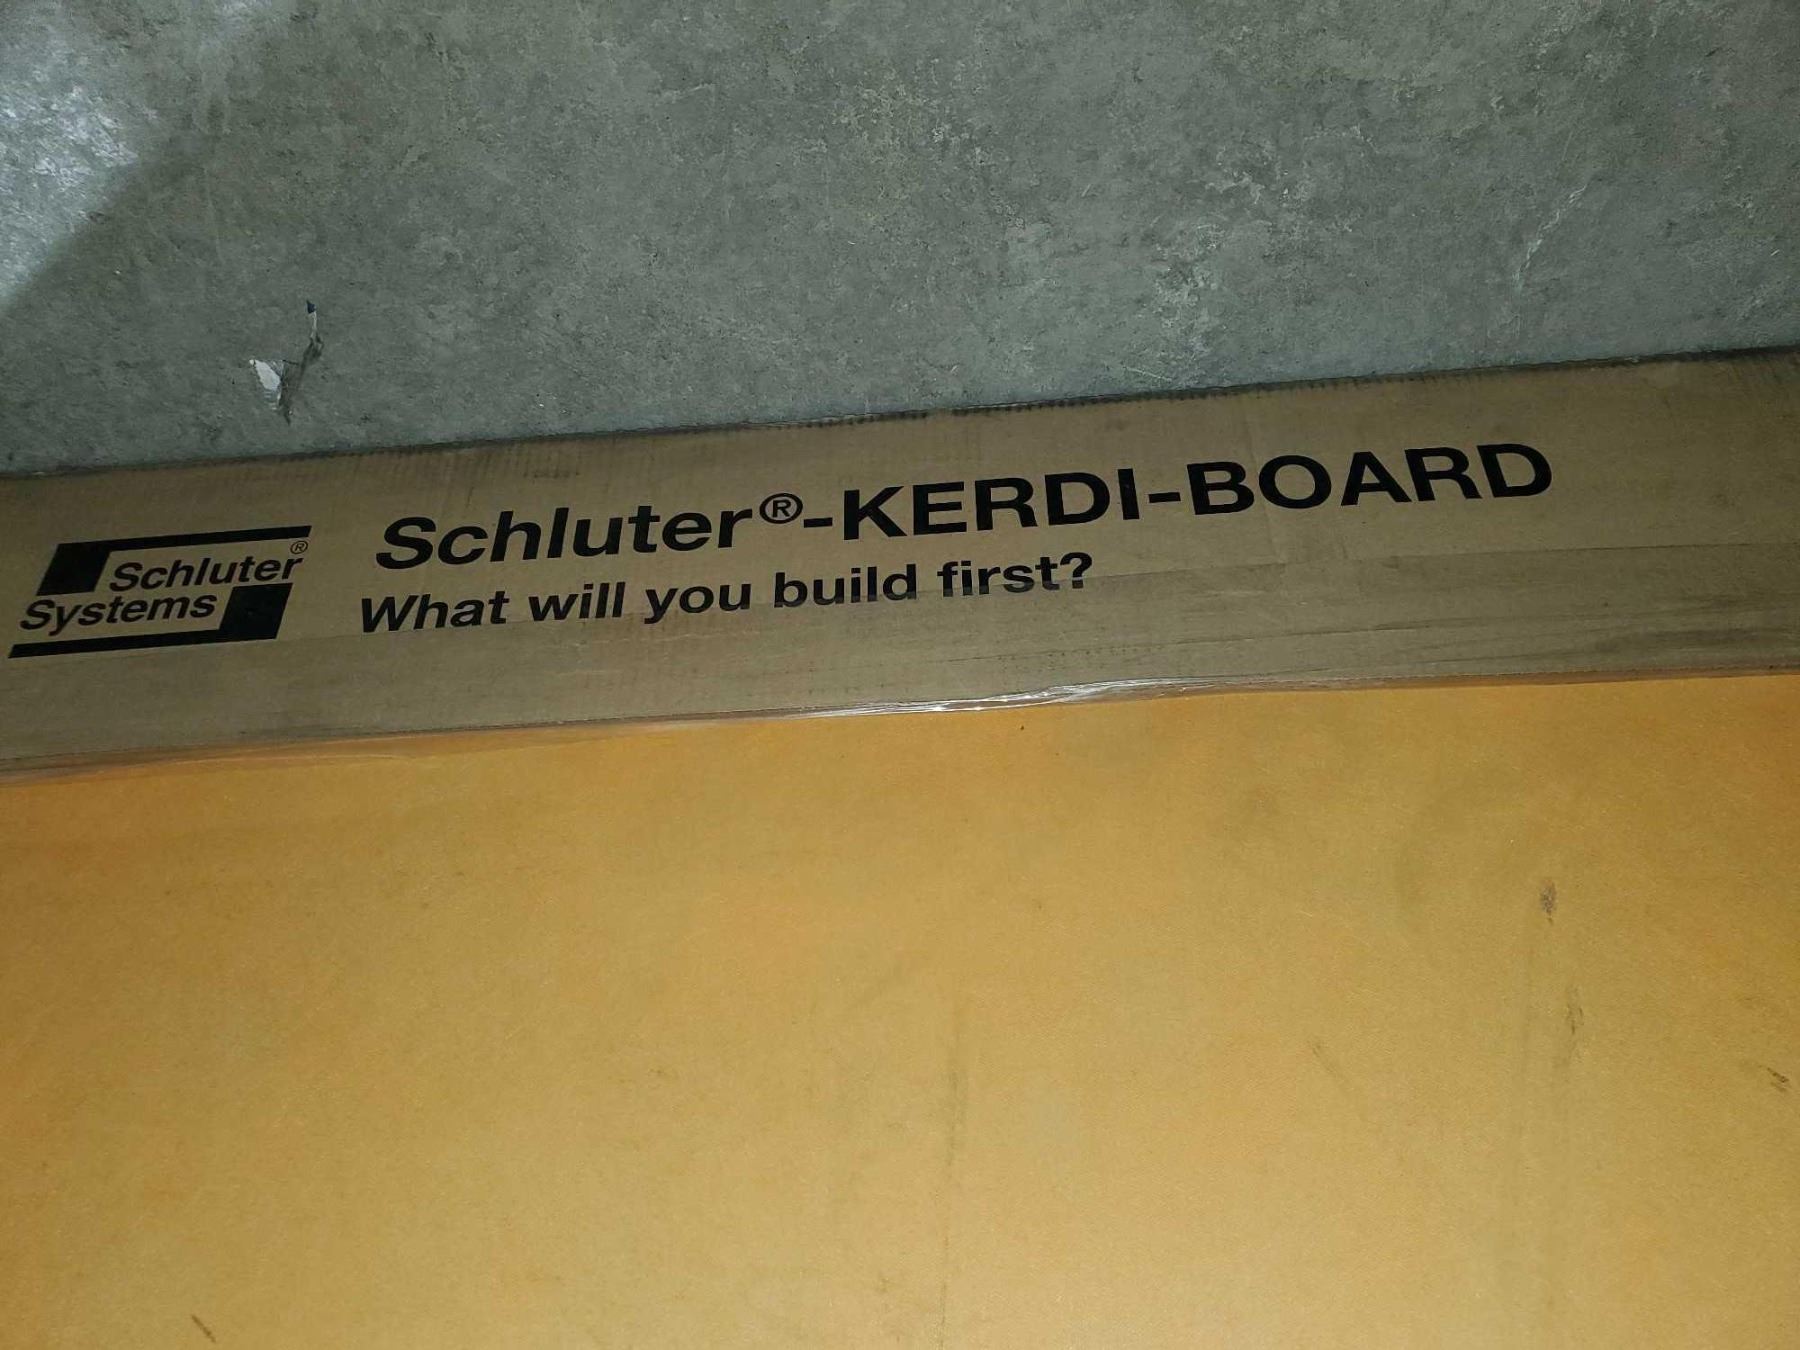 Schluter®
Systems
Schluter®-KERDI-BOARD
What will you build first?